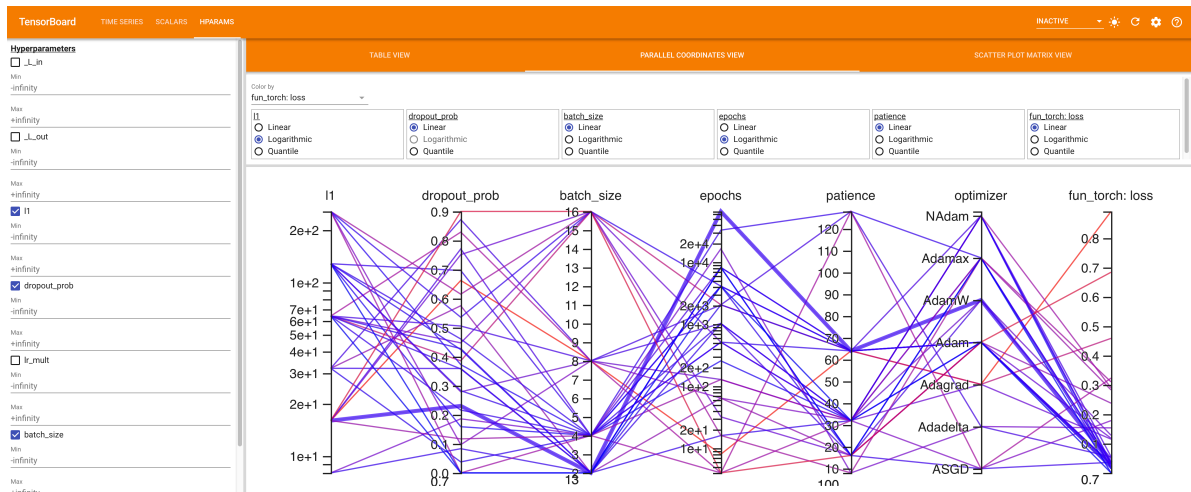 TensorBoard TIME SERIES SCALARS HPARAMS INACTIVE
Hyperparameters
_L_in
Min
-infinity
Max
+infinity
_L_out
Min
-infinity
Max
+infinity
l1
Min
-infinity
Max
+infinity
dropout_prob
Min
-infinity
Max
+infinity
lr_mult
Min
-infinity
Max
+infinity
batch_size
Min
-infinity
Max
+infinity
TABLE VIEW PARALLEL COORDINATES VIEW SCATTER PLOT MATRIX VIEW
Color by
fun_torch: loss
l1 dropout_prob batch_size epochs patience fun_torch: loss
Linear Linear Linear Linear Linear Linear
Logarithmic Logarithmic Logarithmic Logarithmic Logarithmic Logarithmic
Quantile Quantile Quantile Quantile Quantile Quantile
l1
2e+2
1e+2
7e+1
6e+1
5e+1
4e+1
3e+1
2e+1
1e+1
dropout_prob
0.9
0.8
0.7
0.6
0.5
0.4
0.3
0.2
0.1
0.0
0.7
batch_size
16
15
14
13
12
11
10
9
8
7
6
5
4
3
13
epochs
2e+4
1e+4
2e+3
1e+3
2e+2
1e+2
2e+1
1e+1
patience
120
110
100
90
80
70
60
50
40
30
20
10
100
optimizer
NAdam
Adamax
AdamW
Adam
Adagrad
Adadelta
ASGD
fun_torch: loss
0.8
0.7
0.6
0.5
0.4
0.3
0.2
0.7